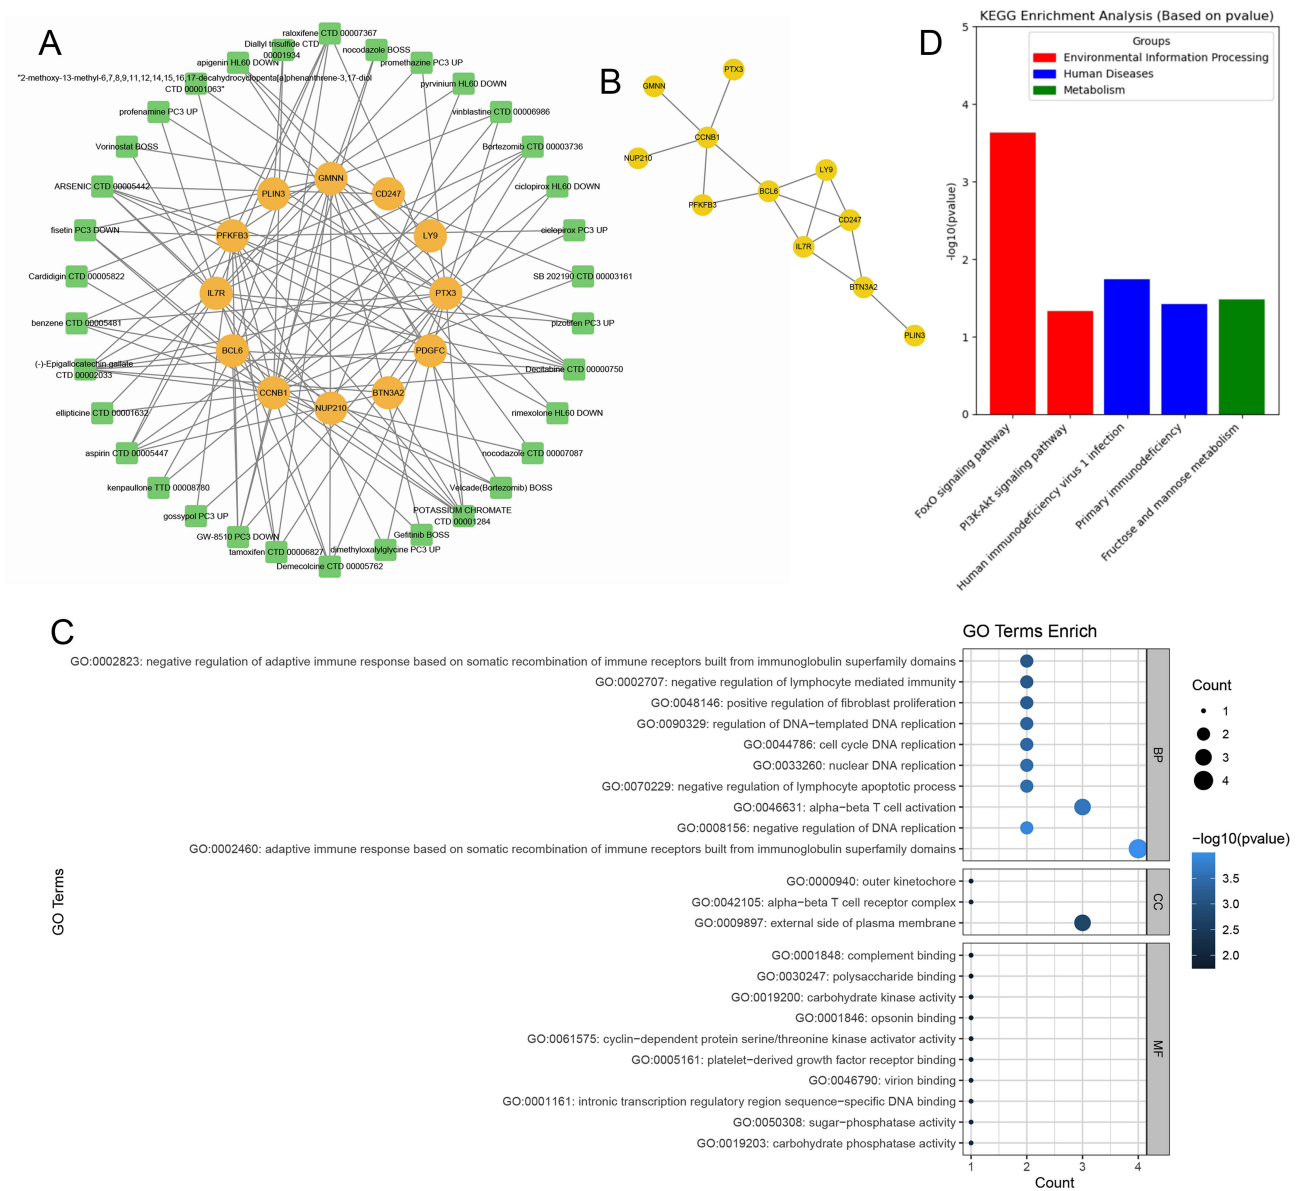 A
raloxifene CTD 00007367
Diallyl trisulfide CTD
00001934
nocodazole BOSS
apigenin HL60 DOWN
promethazine PC3 UP
"2-methoxy-13-methyl-6,7,8,9,11,12,14,15,16,17-decahydrocyclopenta[a]phenanthrene-3,17-diol
CTD 00001063"
pyrvinium HL60 DOWN
profenamine PC3 UP
vinblastine CTD 00006986
Vorinostat BOSS
Bortezomib CTD 00003736
ARSENIC CTD 00005442
ciclopirox HL60 DOWN
fisetin PC3 DOWN
ciclopirox PC3 UP
Cardidigin CTD 00005822
SB 202190 CTD 00003161
benzene CTD 00005481
pizotifen PC3 UP
(-)-Epigallocatechin gallate
CTD 00002033
Decitabine CTD 00000750
ellipticine CTD 00001632
rimexolone HL60 DOWN
aspirin CTD 00005447
nocodazole CTD 00007087
kenpaullone TTD 00008780
Velcade(Bortezomib) BOSS
gossypol PC3 UP
POTASSIUM CHROMATE
CTD 00001284
GW-8510 PC3 DOWN
Gefitinib BOSS
tamoxifen CTD 00006827
dimethyloxalylglycine PC3 UP
Demecolcine CTD 00005762
GMNN
PLIN3
CD247
PFKFB3
LY9
IL7R
PTX3
BCL6
PDGFC
CCNB1
BTN3A2
NUP210
B
PTX3
GMNN
CCNB1
NUP210
LY9
BCL6
PFKFB3
CD247
IL7R
BTN3A2
PLIN3
D
KEGG Enrichment Analysis (Based on pvalue)
Groups
Environmental Information Processing
Human Diseases
Metabolism
-log10(pvalue)
5
4
3
2
1
0
FoxO signaling pathway
PI3K-Akt signaling pathway
Human immunodeficiency virus 1 infection
Primary immunodeficiency
Fructose and mannose metabolism
C
GO Terms Enrich
GO Terms
GO:0002823: negative regulation of adaptive immune response based on somatic recombination of immune receptors built from immunoglobulin superfamily domains
GO:0002707: negative regulation of lymphocyte mediated immunity
GO:0048146: positive regulation of fibroblast proliferation
GO:0090329: regulation of DNA−templated DNA replication
GO:0044786: cell cycle DNA replication
GO:0033260: nuclear DNA replication
GO:0070229: negative regulation of lymphocyte apoptotic process
GO:0046631: alpha−beta T cell activation
GO:0008156: negative regulation of DNA replication
GO:0002460: adaptive immune response based on somatic recombination of immune receptors built from immunoglobulin superfamily domains
BP
GO:0000940: outer kinetochore
GO:0042105: alpha−beta T cell receptor complex
GO:0009897: external side of plasma membrane
CC
GO:0001848: complement binding
GO:0030247: polysaccharide binding
GO:0019200: carbohydrate kinase activity
GO:0001846: opsonin binding
GO:0061575: cyclin−dependent protein serine/threonine kinase activator activity
GO:0005161: platelet−derived growth factor receptor binding
GO:0046790: virion binding
GO:0001161: intronic transcription regulatory region sequence−specific DNA binding
GO:0050308: sugar−phosphatase activity
GO:0019203: carbohydrate phosphatase activity
MF
1 2 3 4
Count
Count
1
2
3
4
−log10(pvalue)
3.5
3.0
2.5
2.0